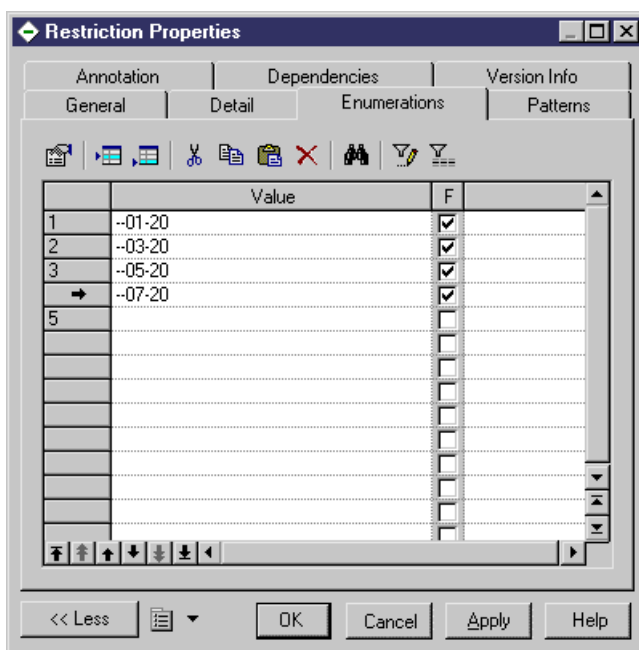 Restriction Properties
Annotation Dependencies Version Info
General Detail Enumerations Patterns
Value F
1 --01-20
2 --03-20
3 --05-20
--07-20
5
<< Less OK Cancel Apply Help